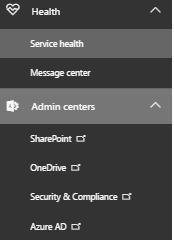 Health
Service health
Message center
Admin centers
SharePoint
OneDrive
Security & Compliance
Azure AD